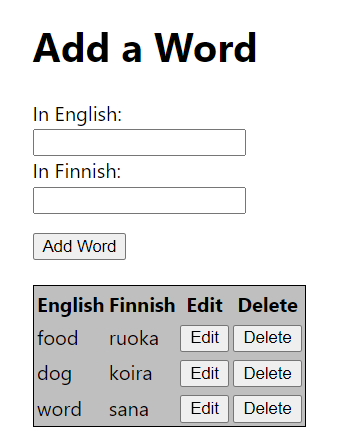 Add a Word
In English:
In Finnish:
Add Word
English Finnish Edit Delete
food ruoka Edit Delete
dog koira Edit Delete
word sana Edit Delete